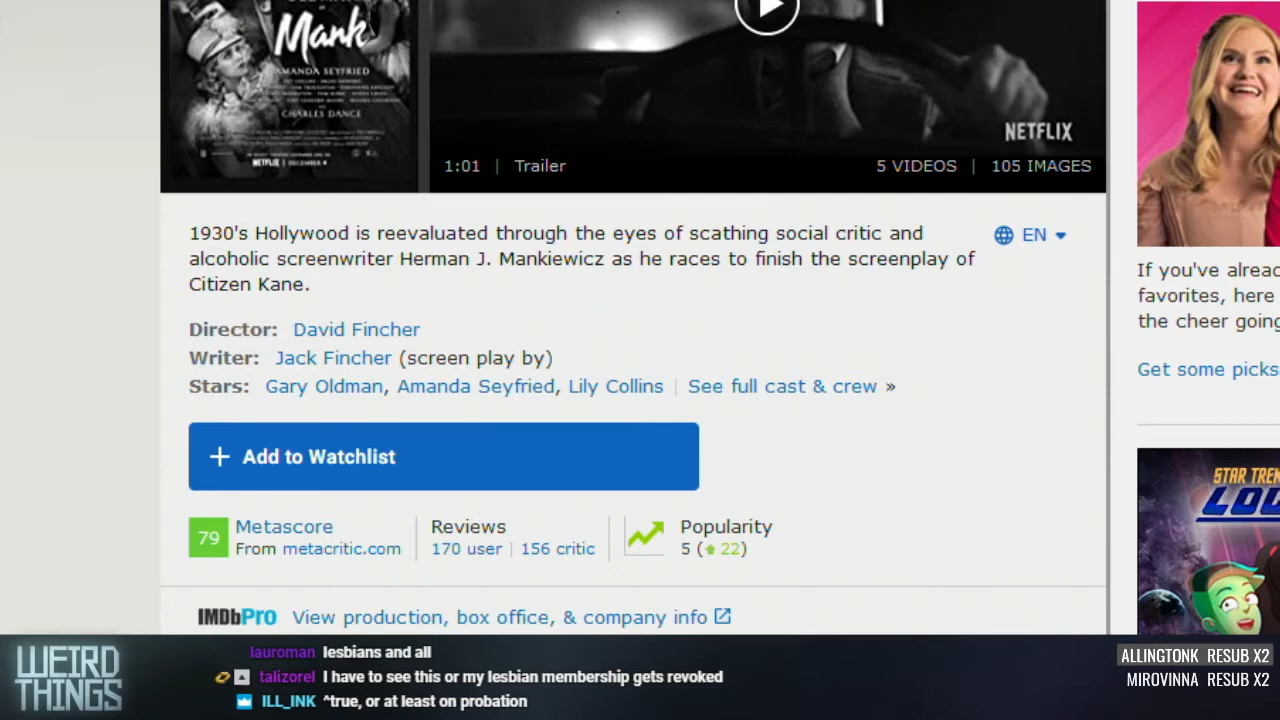 Mank
AMANDA SEYFRIED
CHARLES DANCE
NETFLIX
NETFLIX
1:01 | Trailer
5 VIDEOS | 105 IMAGES
1930's Hollywood is reevaluated through the eyes of scathing social critic and
alcoholic screenwriter Herman J. Mankiewicz as he races to finish the screenplay of
Citizen Kane.
EN
Director: David Fincher
Writer: Jack Fincher (screen play by)
Stars: Gary Oldman, Amanda Seyfried, Lily Collins | See full cast & crew »
+ Add to Watchlist
79 Metascore
From metacritic.com
Reviews
170 user | 156 critic
Popularity
5 (22)
IMDbPro View production, box office, & company info
If you've alrea
favorites, here
the cheer going
Get some picks
STAR TREK
LOW
WEIRD
THINGS
lauroman lesbians and all
talizorel I have to see this or my lesbian membership gets revoked
ILL_INK ^true, or at least on probation
ALLINGTONK RESUB X2
MIROVINNA RESUB X2